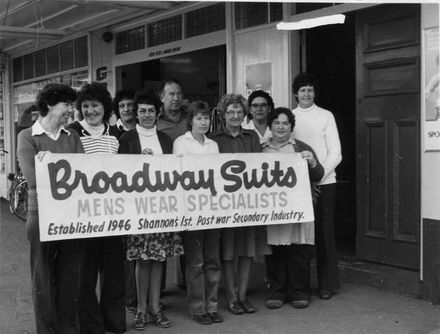 Broadway Suits
MENS WEAR SPECIALISTS
Established 1946 Shannon's 1st. Post war Secondary Industry.